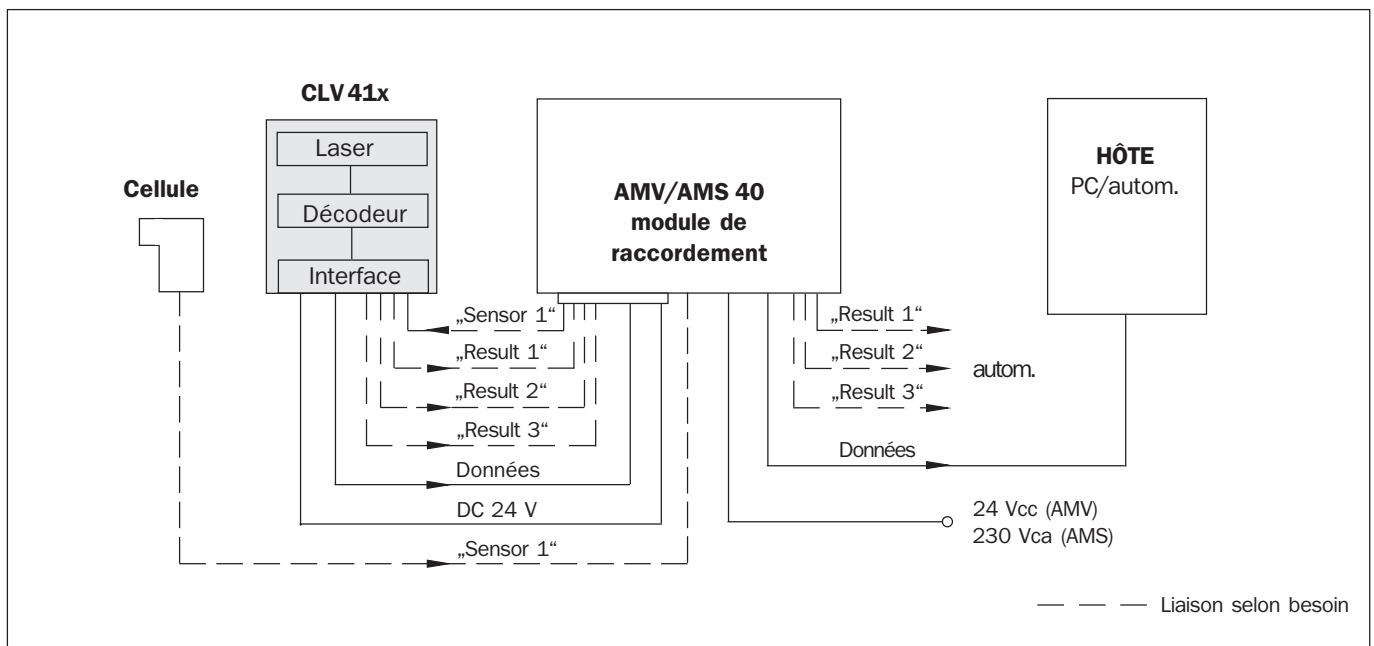 CLV 41x
Laser
Décodeur
Interface
Cellule
AMV/AMS 40
module de
raccordement
HÔTE
PC/autom.
„Sensor 1“
„Result 1“
„Result 2“
„Result 3“
Données
DC 24 V
„Sensor 1“
„Result 1“
„Result 2“
„Result 3“
autom.
Données
24 Vcc (AMV)
230 Vca (AMS)
Liaison selon besoin